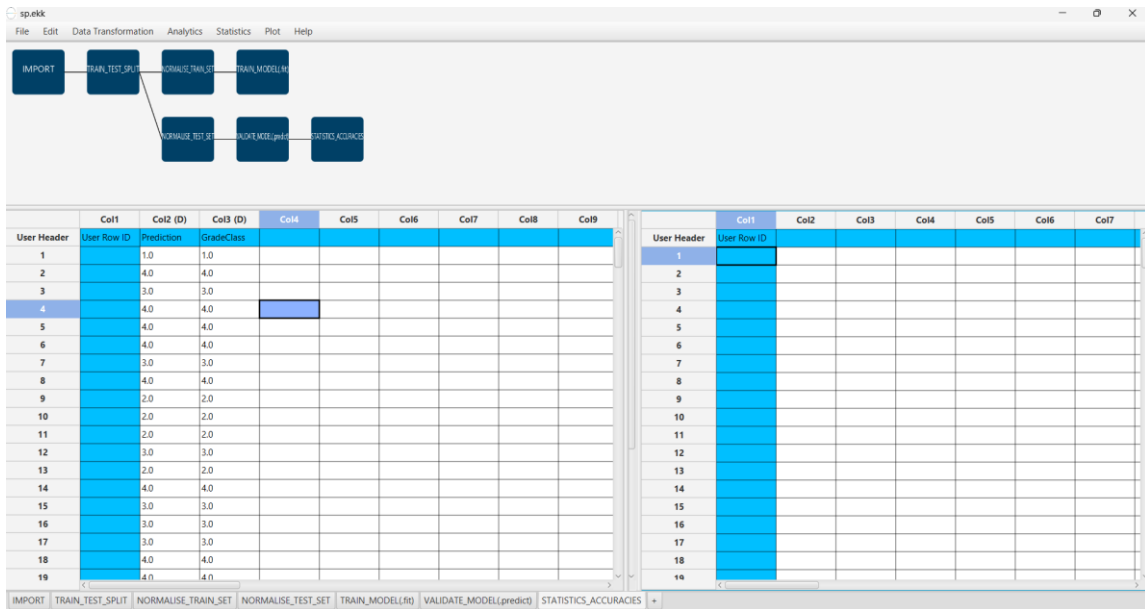 sp.ekk
File Edit Data Transformation Analytics Statistics Plot Help
IMPORT TRAIN_TEST_SPLIT NORMALISE_TRAIN_SET TRAIN_MODEL(.fit)
NORMALISE_TEST_SET VALIDATE_MODEL(.predict) STATISTICS_ACCURACIES
Col1 Col2 (D) Col3 (D) Col4 Col5 Col6 Col7 Col8 Col9 Col1 Col2 Col3 Col4 Col5 Col6 Col7
User Header User Row ID Prediction GradeClass User Header User Row ID
1 1.0 1.0 1
2 4.0 4.0 2
3 3.0 3.0 3
4 4.0 4.0 4
5 4.0 4.0 5
6 4.0 4.0 6
7 3.0 3.0 7
8 4.0 4.0 8
9 2.0 2.0 9
10 2.0 2.0 10
11 2.0 2.0 11
12 3.0 3.0 12
13 2.0 2.0 13
14 4.0 4.0 14
15 3.0 3.0 15
16 3.0 3.0 16
17 3.0 3.0 17
18 4.0 4.0 18
19 4.0 4.0 19
IMPORT TRAIN_TEST_SPLIT NORMALISE_TRAIN_SET NORMALISE_TEST_SET TRAIN_MODEL(.fit) VALIDATE_MODEL(.predict) STATISTICS_ACCURACIES +